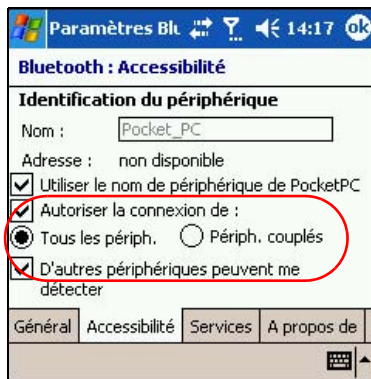 Paramètres Blu 14:17 ok
Bluetooth : Accessibilité
Identification du périphérique
Nom : Pocket_PC
Adresse : non disponible
Utiliser le nom de périphérique de PocketPC
Autoriser la connexion de :
Tous les périph. Périph. couplés
D'autres périphériques peuvent me
détecter
Général Accessibilité Services A propos de